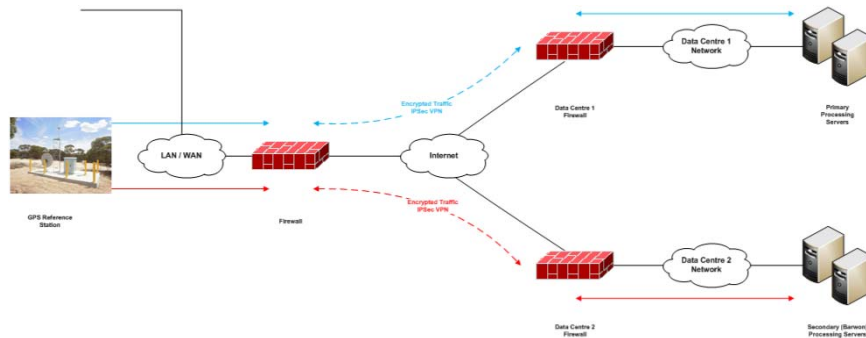 Data Centre 1
Network
Encrypted Traffic
IPSec VPN
Data Centre 1
Firewall
Primary
Processing
Servers
LAN / WAN
Internet
GPS Reference
Station
Firewall
Encrypted Traffic
IPSec VPN
Data Centre 2
Network
Data Centre 2
Firewall
Secondary (Barwon)
Processing Servers